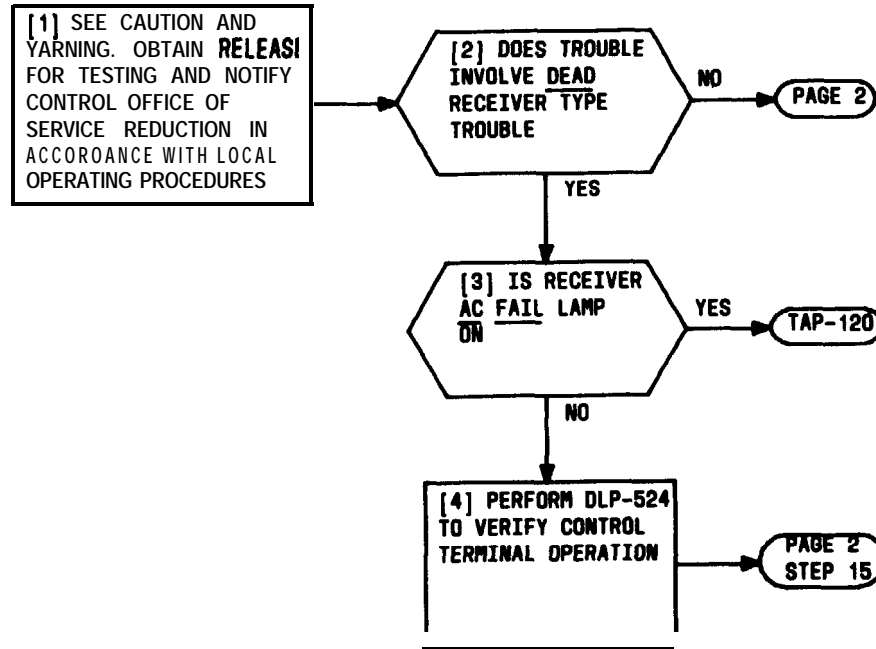 [1] SEE CAUTION AND
YARNING. OBTAIN RELEASI
FOR TESTING AND NOTIFY
CONTROL OFFICE OF
SERVICE REDUCTION IN
ACCOROANCE WITH LOCAL
OPERATING PROCEDURES
[2] DOES TROUBLE
INVOLVE DEAD
RECEIVER TYPE
TROUBLE
NO
PAGE 2
YES
[3] IS RECEIVER
AC FAIL LAMP
ON
YES
TAP-120
NO
[4] PERFORM DLP-524
TO VERIFY CONTROL
TERMINAL OPERATION
PAGE 2
STEP 15